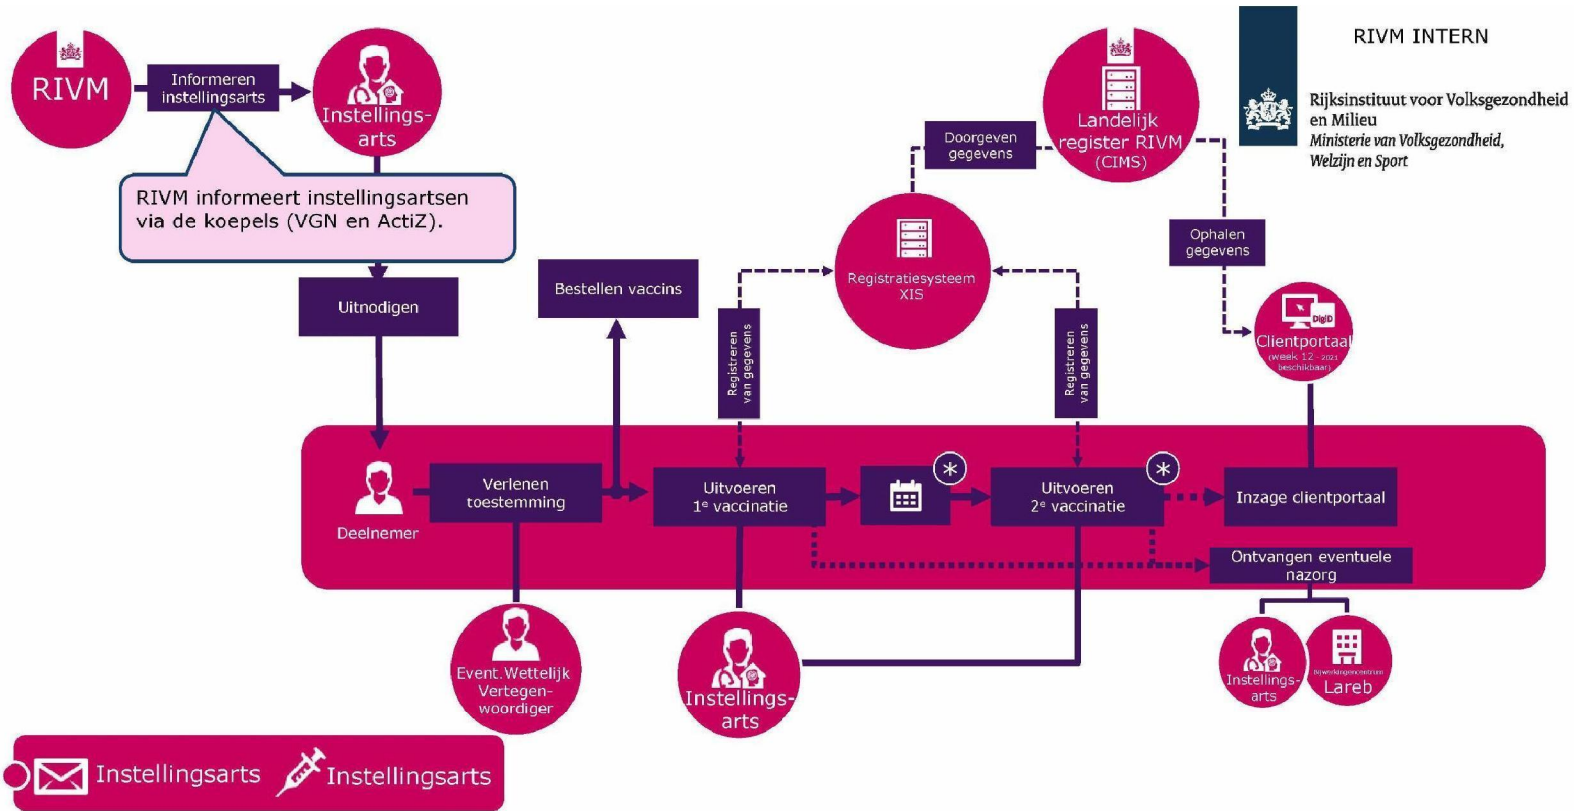 RIVM
Informeren
instellingsarts
Instellings-
arts
RIVM informeert instellingsartsen
via de koepels (VGN en ActiZ).
Uitnodigen
Bestellen vaccins
Doorgeven
gegevens
Landelijk
register RIVM
(CIMS)
RIVM INTERN
Rijksinstituut voor Volksgezondheid
en Milieu
Ministerie van Volksgezondheid,
Welzijn en Sport
Registratiesysteem
XIS
Ophalen
gegevens
DigiD
Clientportaal
(week 12 - 2021
beschikbaar)
Registreren
van gegevens
Registreren
van gegevens
Deelnemer
Verlenen
toestemming
Uitvoeren
1e vaccinatie
*
Uitvoeren
2e vaccinatie
*
Inzage clientportaal
Ontvangen eventuele
nazorg
Event.Wettelijk
Vertegen-
woordiger
Instellings-
arts
Instellings-
arts
Bijwerkingencentrum
Lareb
Instellingsarts
Instellingsarts